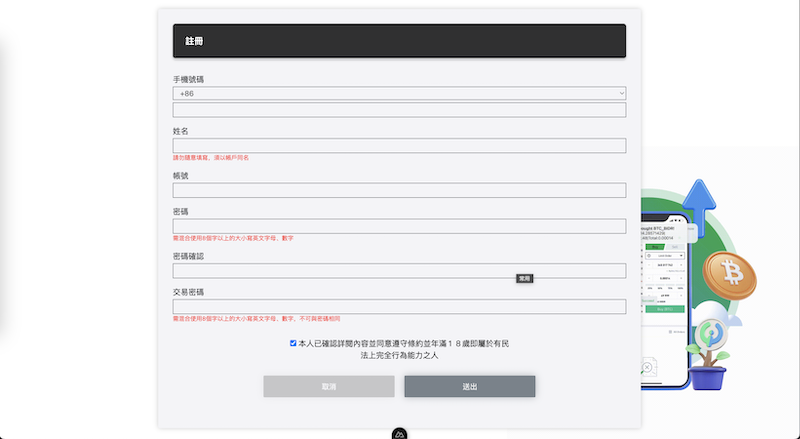 註冊
手機號碼
+86
姓名
請勿隨意填寫，須以帳戶同名
帳號
密碼
需混合使用8個字以上的大小寫英文字母、數字
密碼確認
常用
交易密碼
需混合使用8個字以上的大小寫英文字母、數字，不可與密碼相同
本人已確認詳閱內容並同意遵守條約並年滿１８歲即屬於有民
法上完全行為能力之人
取消
送出